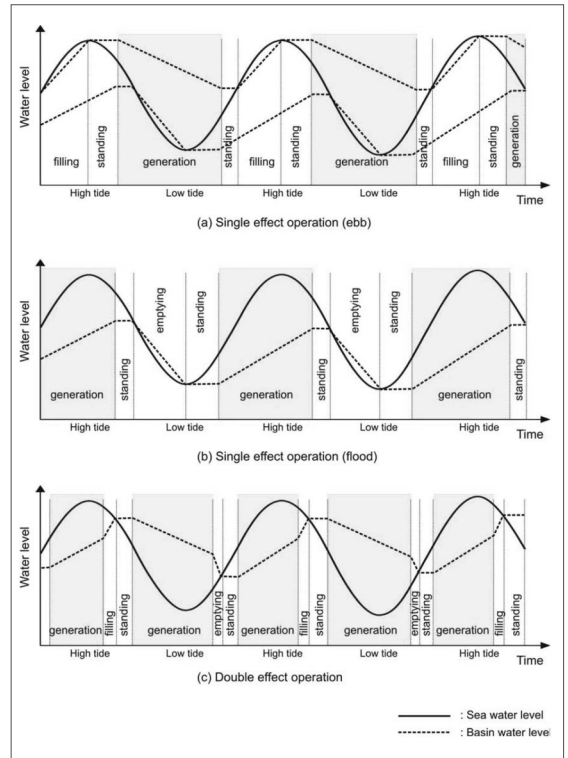 Water level
filling
standing
generation
standing
filling
standing
generation
standing
filling
standing
generation
High tide
Low tide
High tide
Low tide
High tide
Time
(a) Single effect operation (ebb)
Water level
generation
standing
emptying
standing
generation
standing
emptying
standing
generation
standing
High tide
Low tide
High tide
Low tide
High tide
Time
(b) Single effect operation (flood)
Water level
generation
filling
standing
generation
emptying
standing
generation
filling
standing
generation
emptying
standing
generation
filling
standing
High tide
Low tide
High tide
Low tide
High tide
Time
(c) Double effect operation
: Sea water level
: Basin water level